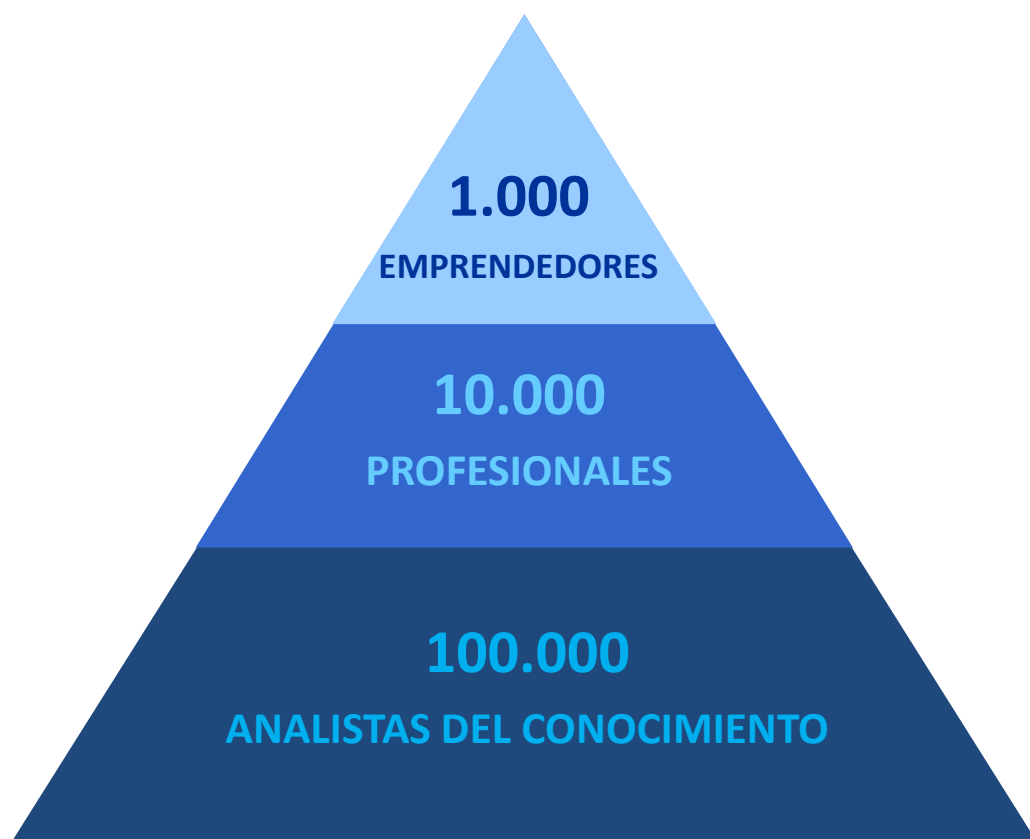 1.000
EMPRENDEDORES
10.000
PROFESIONALES
100.000
ANALISTAS DEL CONOCIMIENTO